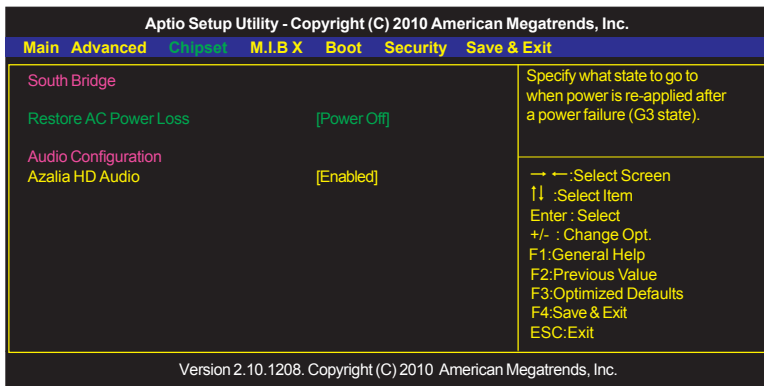 Aptio Setup Utility - Copyright (C) 2010 American Megatrends, Inc.
Main Advanced Chipset M.I.B X Boot Security Save & Exit
South Bridge
Restore AC Power Loss [Power Off]
Audio Configuration
Azalia HD Audio [Enabled]
Specify what state to go to
when power is re-applied after
a power failure (G3 state).
→ ←:Select Screen
↑↓ :Select Item
Enter : Select
+/- : Change Opt.
F1:General Help
F2:Previous Value
F3:Optimized Defaults
F4:Save & Exit
ESC:Exit
Version 2.10.1208. Copyright (C) 2010 American Megatrends, Inc.